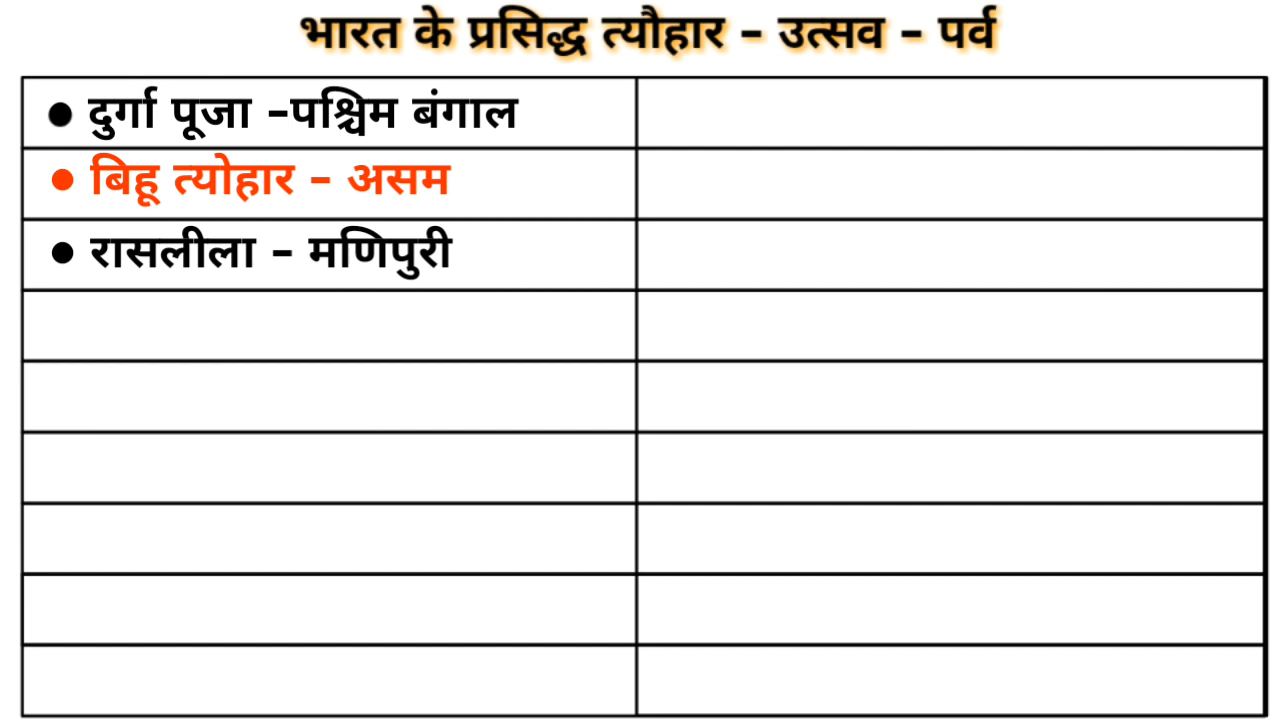 भारत के प्रसिद्ध त्यौहार – उत्सव – पर्व
● दुर्गा पूजा –पश्चिम बंगाल
● बिहू त्योहार – असम
● रासलीला – मणिपुरी